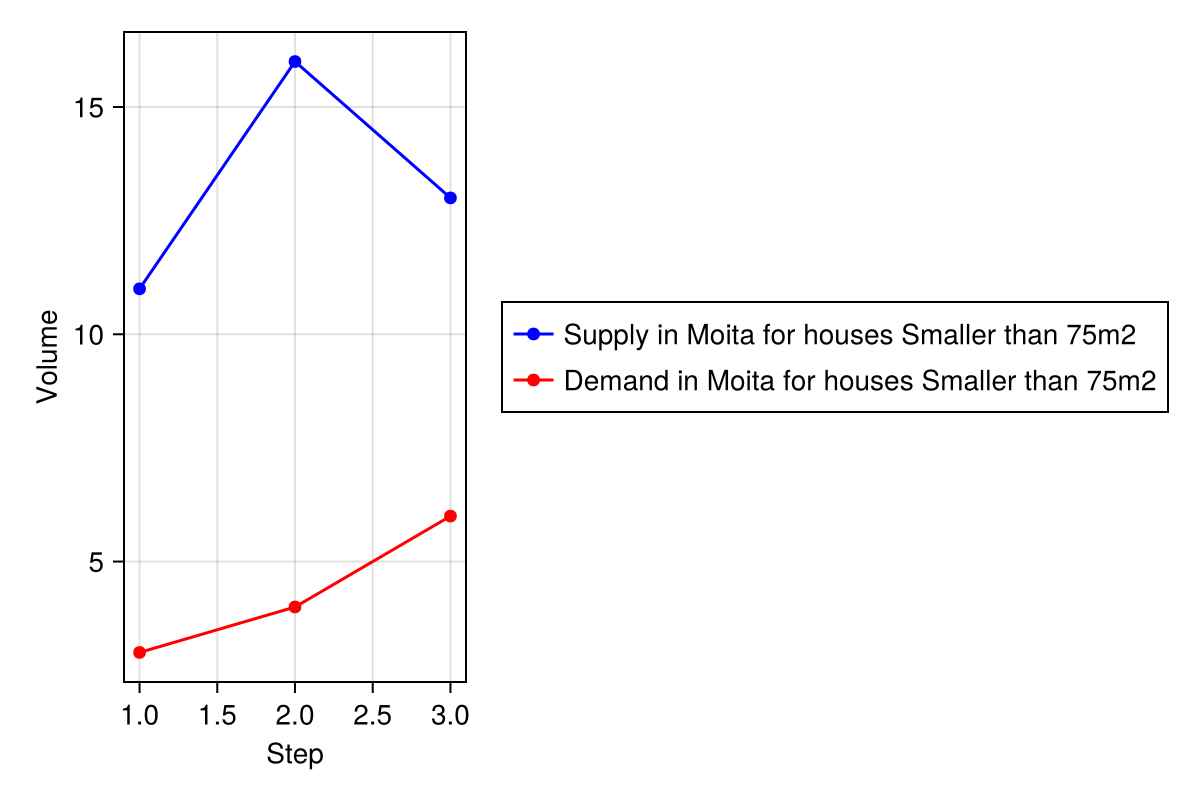 15
10
5
Volume
1.0 1.5 2.0 2.5 3.0
Step
Supply in Moita for houses Smaller than 75m2
Demand in Moita for houses Smaller than 75m2